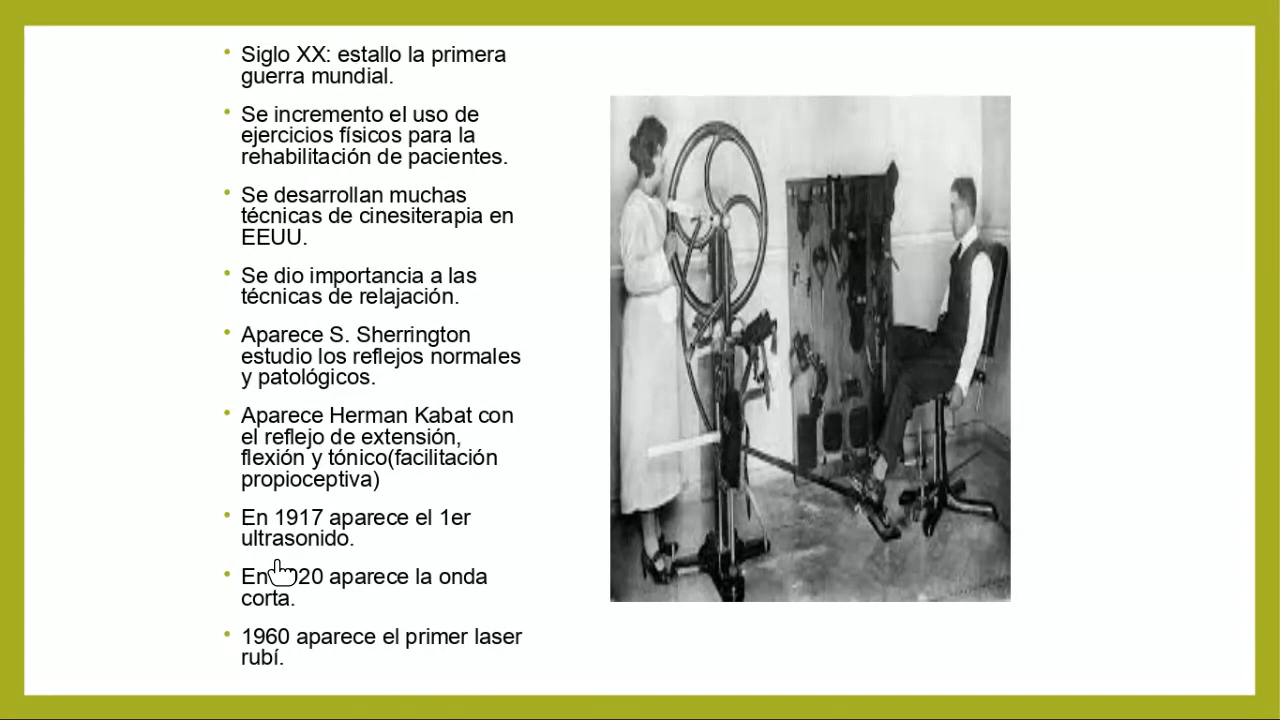 Siglo XX: estallo la primera
guerra mundial.
Se incremento el uso de
ejercicios físicos para la
rehabilitación de pacientes.
Se desarrollan muchas
técnicas de cinesiterapia en
EEUU.
Se dio importancia a las
técnicas de relajación.
Aparece S. Sherrington
estudio los reflejos normales
y patológicos.
Aparece Herman Kabat con
el reflejo de extensión,
flexión y tónico(facilitación
propioceptiva)
En 1917 aparece el 1er
ultrasonido.
En aparece la onda
corta.
1960 aparece el primer laser
rubí.